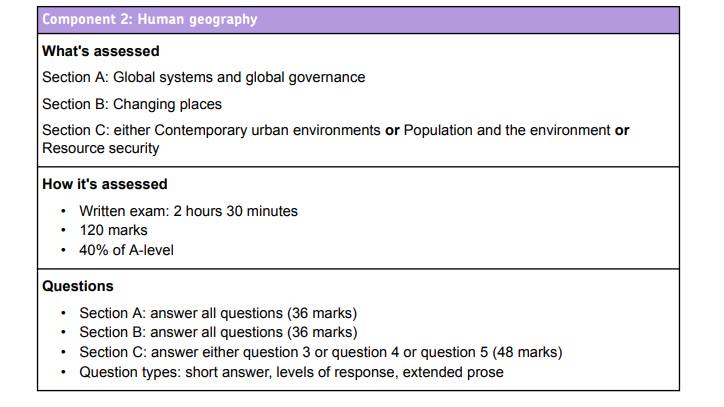 Component 2: Human geography
What's assessed
Section A: Global systems and global governance
Section B: Changing places
Section C: either Contemporary urban environments or Population and the environment or
Resource security
How it's assessed
• Written exam: 2 hours 30 minutes
• 120 marks
• 40% of A-level
Questions
• Section A: answer all questions (36 marks)
• Section B: answer all questions (36 marks)
• Section C: answer either question 3 or question 4 or question 5 (48 marks)
• Question types: short answer, levels of response, extended prose